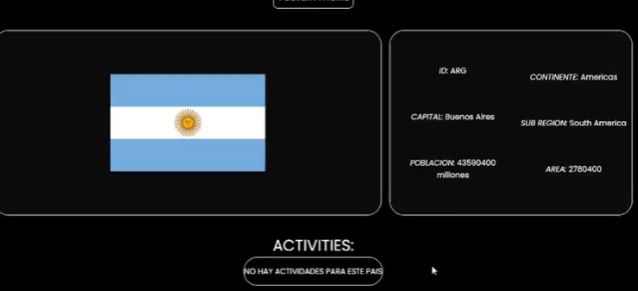 ID: ARG
CONTINENTE: Americas
CAPITAL: Buenos Aires
SUB REGION: South America
POBLACION: 43590400
millones
AREA: 2780400
ACTIVITIES:
NO HAY ACTIVIDADES PARA ESTE PAIS